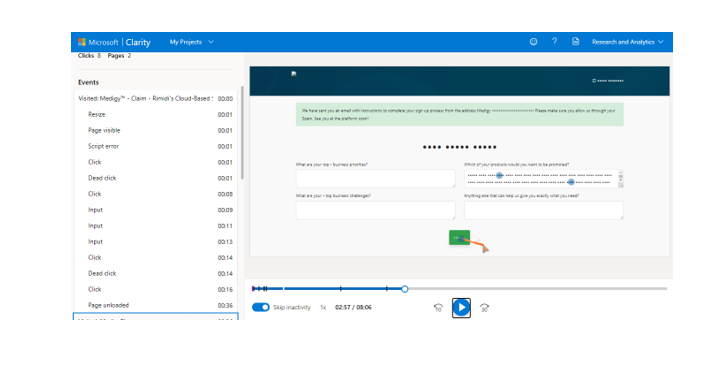 Microsoft | Clarity
My Projects
?
Research and Analytics
Clicks 8 Pages 2
Events
Visited: Medigy™ - Claim - Rimidi's Cloud-Based 00:00
Resize 00:01
Page visible 00:01
Script error 00:01
Click 00:01
Dead click 00:01
Click 00:08
Input 00:09
Input 00:11
Input 00:13
Click 00:14
Dead click 00:14
Click 00:16
Page unloaded 00:36
We have sent you an email with instructions to complete your sign up process from the address Medigy Please make sure you allow us through your
Spam. See you at the platform soon!
What are your top - business priorities?
Which of your products would you want to be promoted?
What are your - top business challenges?
Anything else that can help us give you exactly what you need?
Skip inactivity 1x 02:57 / 08:06
10
30